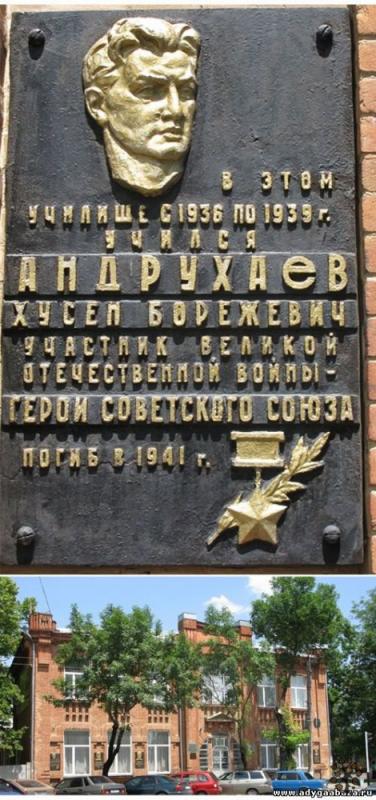 В ЭТОМ
УЧИЛИЩЕ С 1936 ПО 1939 г.
УЧИЛСЯ
АНДРУХАеВ
ХУСЕН БОРЕЖЕВИЧ
УЧАСТНИК ВЕЛИКОЙ
ОТЕЧЕСТВЕННОЙ ВОЙНЫ-
ГЕРОЙ СОВЕТСКОГО СОЮЗА
ПОГИБ В 1941 г.
www.adygaabaza.ru